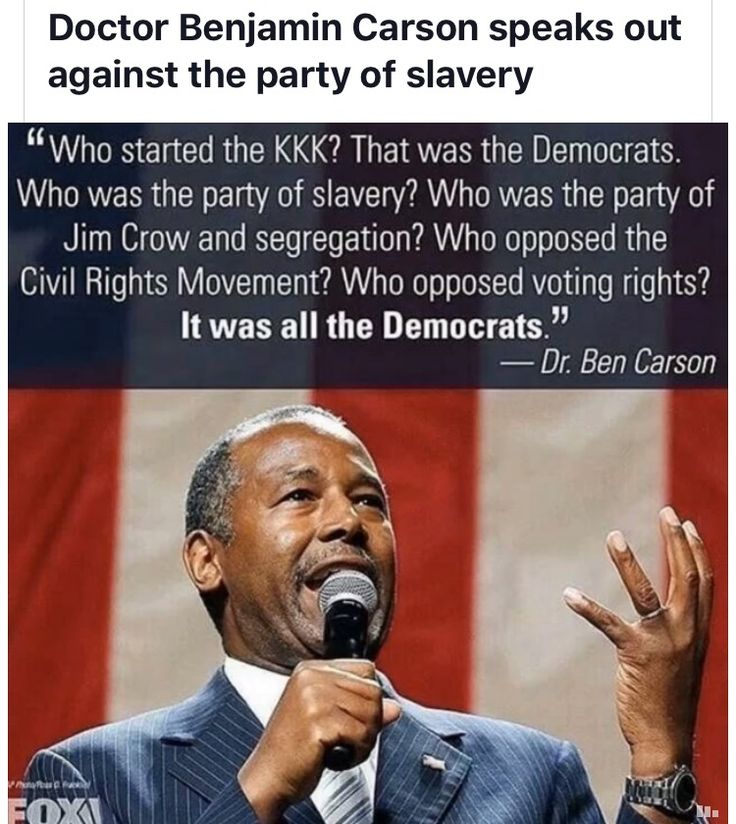 Doctor Benjamin Carson speaks out
against the party of slavery
“Who started the KKK? That was the Democrats.
Who was the party of slavery? Who was the party of
Jim Crow and segregation? Who opposed the
Civil Rights Movement? Who opposed voting rights?
It was all the Democrats.”
— Dr. Ben Carson
FOX